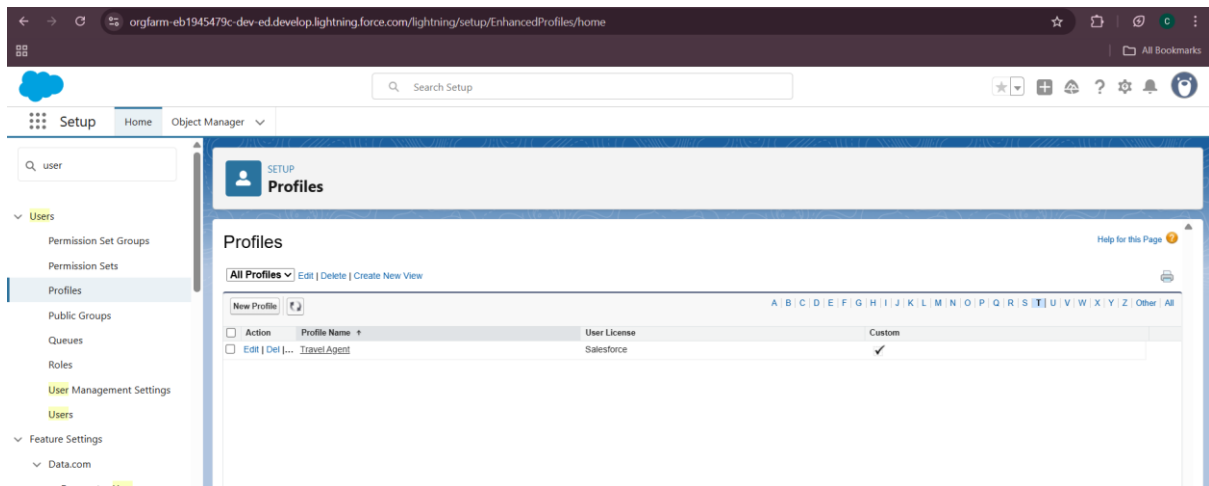 orgfarm-eb1945479c-dev-ed.develop.lightning.force.com/lightning/setup/EnhancedProfiles/home
C
All Bookmarks
Search Setup
Setup Home Object Manager
user
SETUP
Profiles
Users
Permission Set Groups
Permission Sets
Profiles
Public Groups
Queues
Roles
User Management Settings
Users
Feature Settings
Data.com
Profiles
Help for this Page ?
All Profiles Edit | Delete | Create New View
New Profile A | B | C | D | E | F | G | H | I | J | K | L | M | N | O | P | Q | R | S | T | U | V | W | X | Y | Z | Other | All
Action Profile Name ↑ User License Custom
Edit | Del |... Travel Agent Salesforce ✓